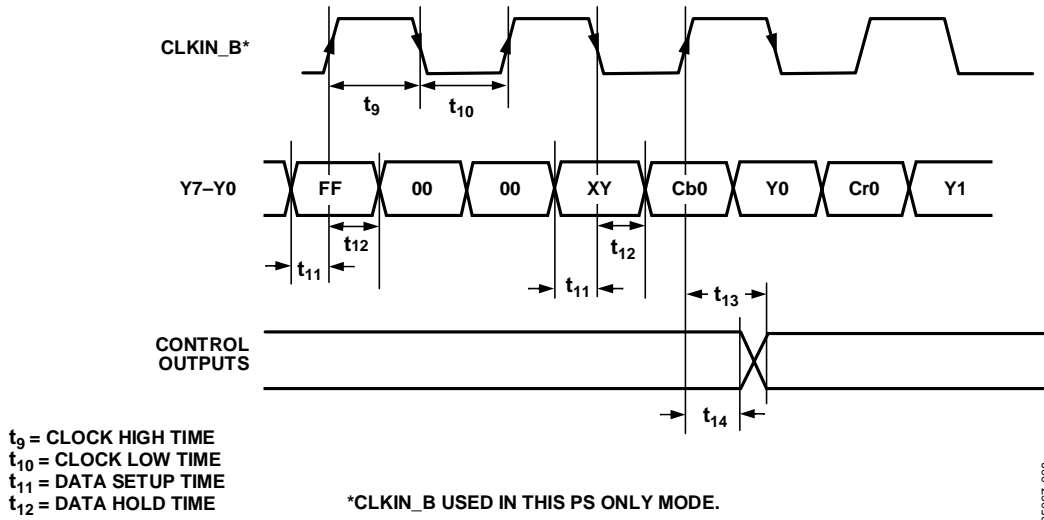 CLKIN_B*
t9
t10
Y7–Y0
FF
00
00
XY
Cb0
Y0
Cr0
Y1
t12
t12
t11
t11
t13
CONTROL
OUTPUTS
t14
t9 = CLOCK HIGH TIME
t10 = CLOCK LOW TIME
t11 = DATA SETUP TIME
t12 = DATA HOLD TIME
*CLKIN_B USED IN THIS PS ONLY MODE.